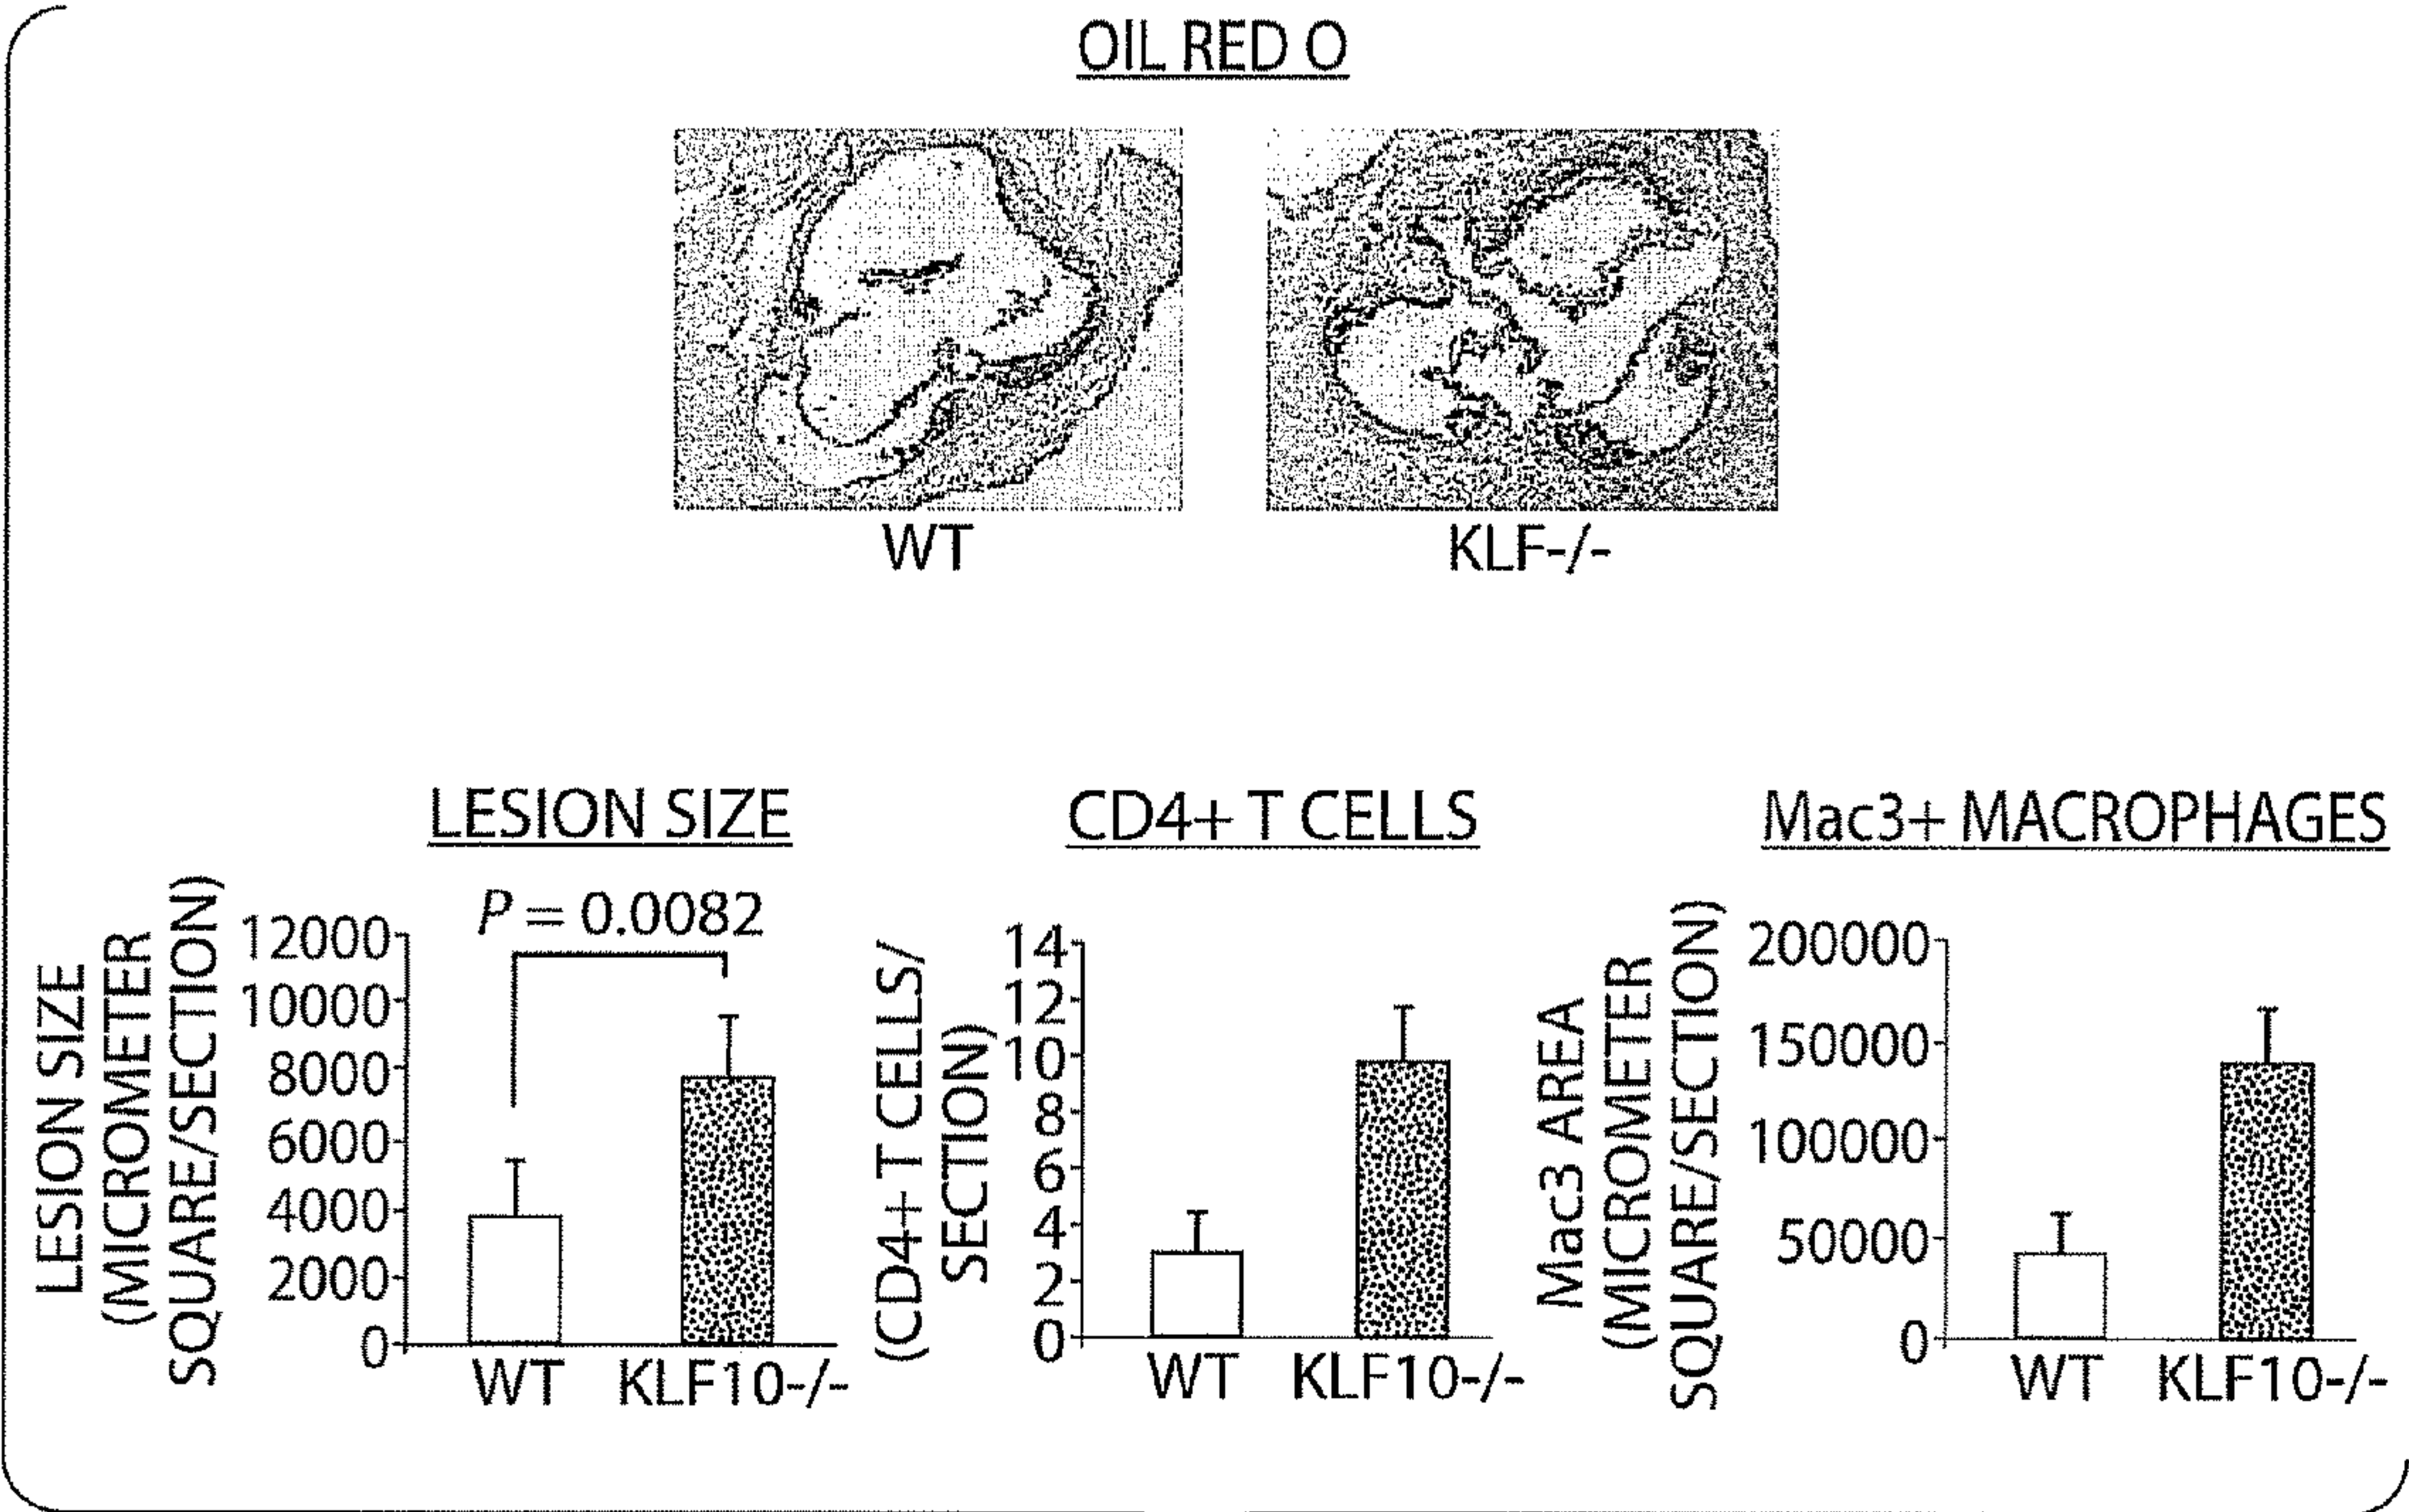 OIL RED O
WT
KLF-/-
LESION SIZE
LESION SIZE
(MICROMETER
SQUARE/SECTION)
P = 0.0082
12000
10000
8000
6000
4000
2000
0
WT
KLF10-/-
CD4+ T CELLS
(CD4+ T CELLS/
SECTION)
14
12
10
8
6
4
2
0
WT
KLF10-/-
Mac3+ MACROPHAGES
Mac3 AREA
(MICROMETER
SQUARE/SECTION)
200000
150000
100000
50000
0
WT
KLF10-/-